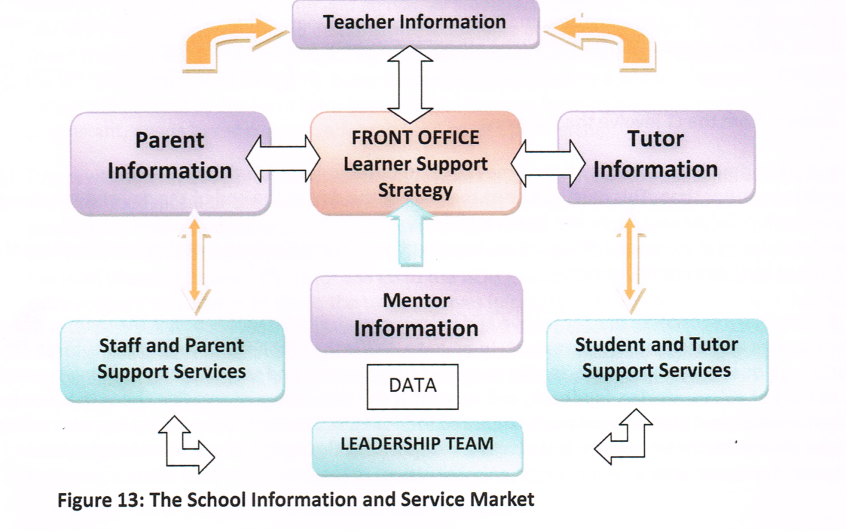 Teacher Information
Parent
Information
FRONT OFFICE
Learner Support
Strategy
Tutor
Information
Mentor
Information
Staff and Parent
Support Services
DATA
Student and Tutor
Support Services
LEADERSHIP TEAM
Figure 13: The School Information and Service Market